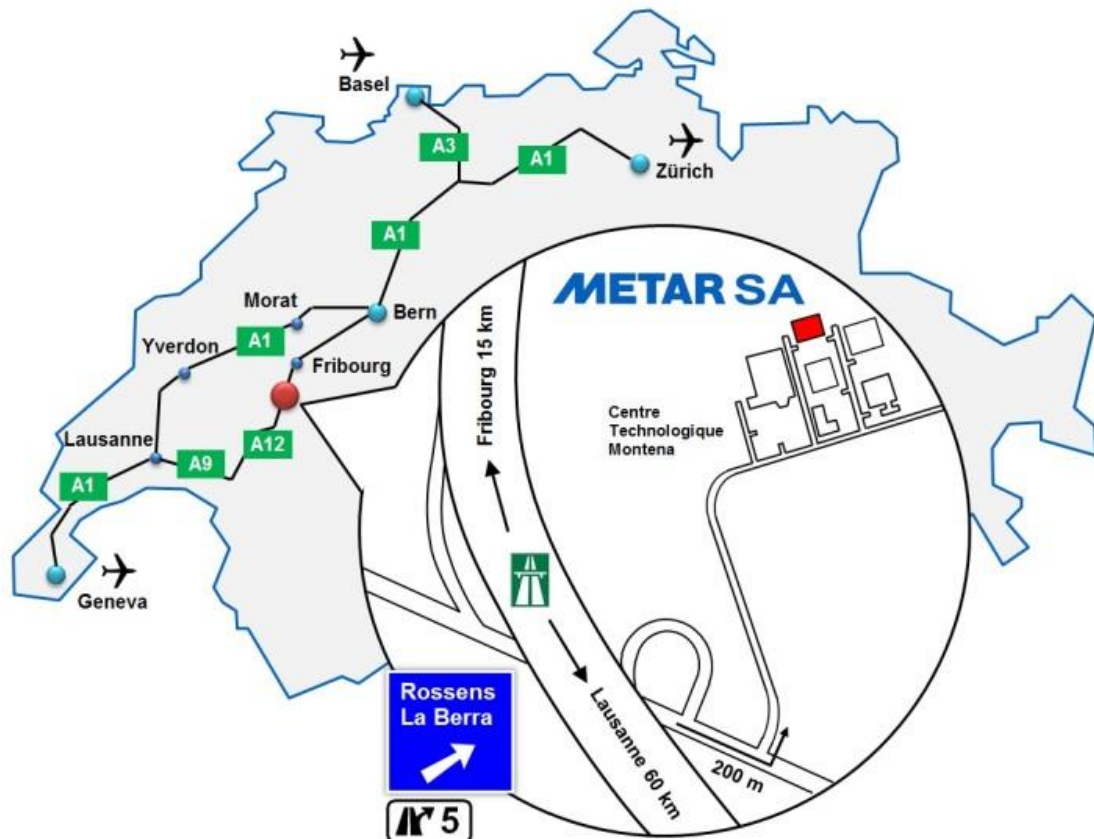 Basel
A3
A1
Zürich
A1
METAR SA
Morat
Bern
A1
Yverdon
Fribourg
Fribourg 15 km
Centre
Technologique
Montena
Lausanne
A12
A9
A1
Geneva
Rossens
La Berra
Lausanne 60 km
200 m
5